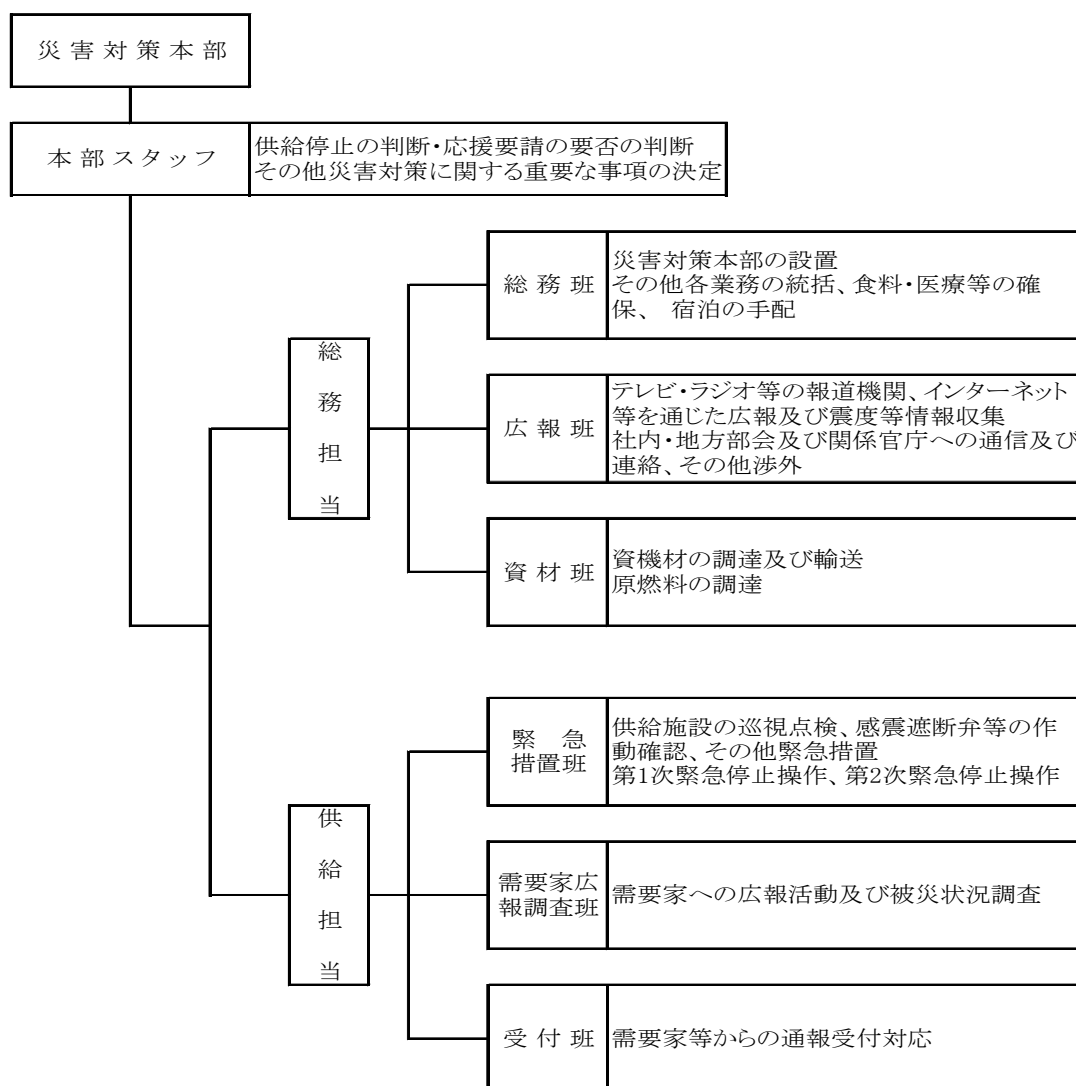 災害対策本部
本部スタッフ
供給停止の判断・応援要請の要否の判断
その他災害対策に関する重要な事項の決定
総務担当
総務班
災害対策本部の設置
その他各業務の統括、食料・医療等の確
保、 宿泊の手配
広報班
テレビ・ラジオ等の報道機関、インターネット
等を通じた広報及び震度等情報収集
社内・地方部会及び関係官庁への通信及び
連絡、その他渉外
資材班
資機材の調達及び輸送
原燃料の調達
供給担当
緊 急
措置班
供給施設の巡視点検、感震遮断弁等の作
動確認、その他緊急措置
第1次緊急停止操作、第2次緊急停止操作
需要家広
報調査班
需要家への広報活動及び被災状況調査
受付班
需要家等からの通報受付対応